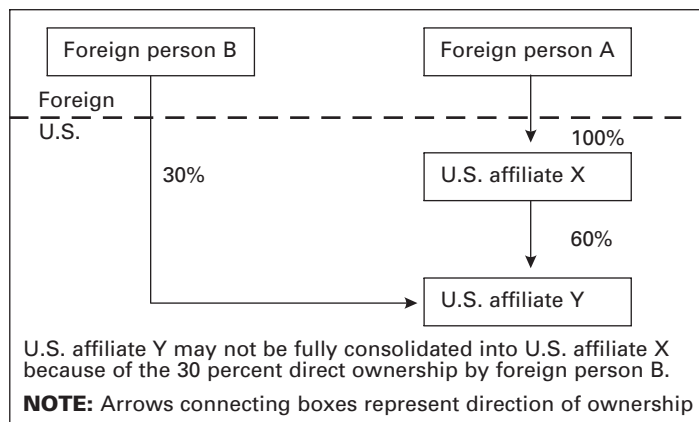 Foreign person B
Foreign person A
Foreign
U.S.
100%
30%
U.S. affiliate X
60%
U.S. affiliate Y
U.S. affiliate Y may not be fully consolidated into U.S. affiliate X
because of the 30 percent direct ownership by foreign person B.
NOTE: Arrows connecting boxes represent direction of ownership